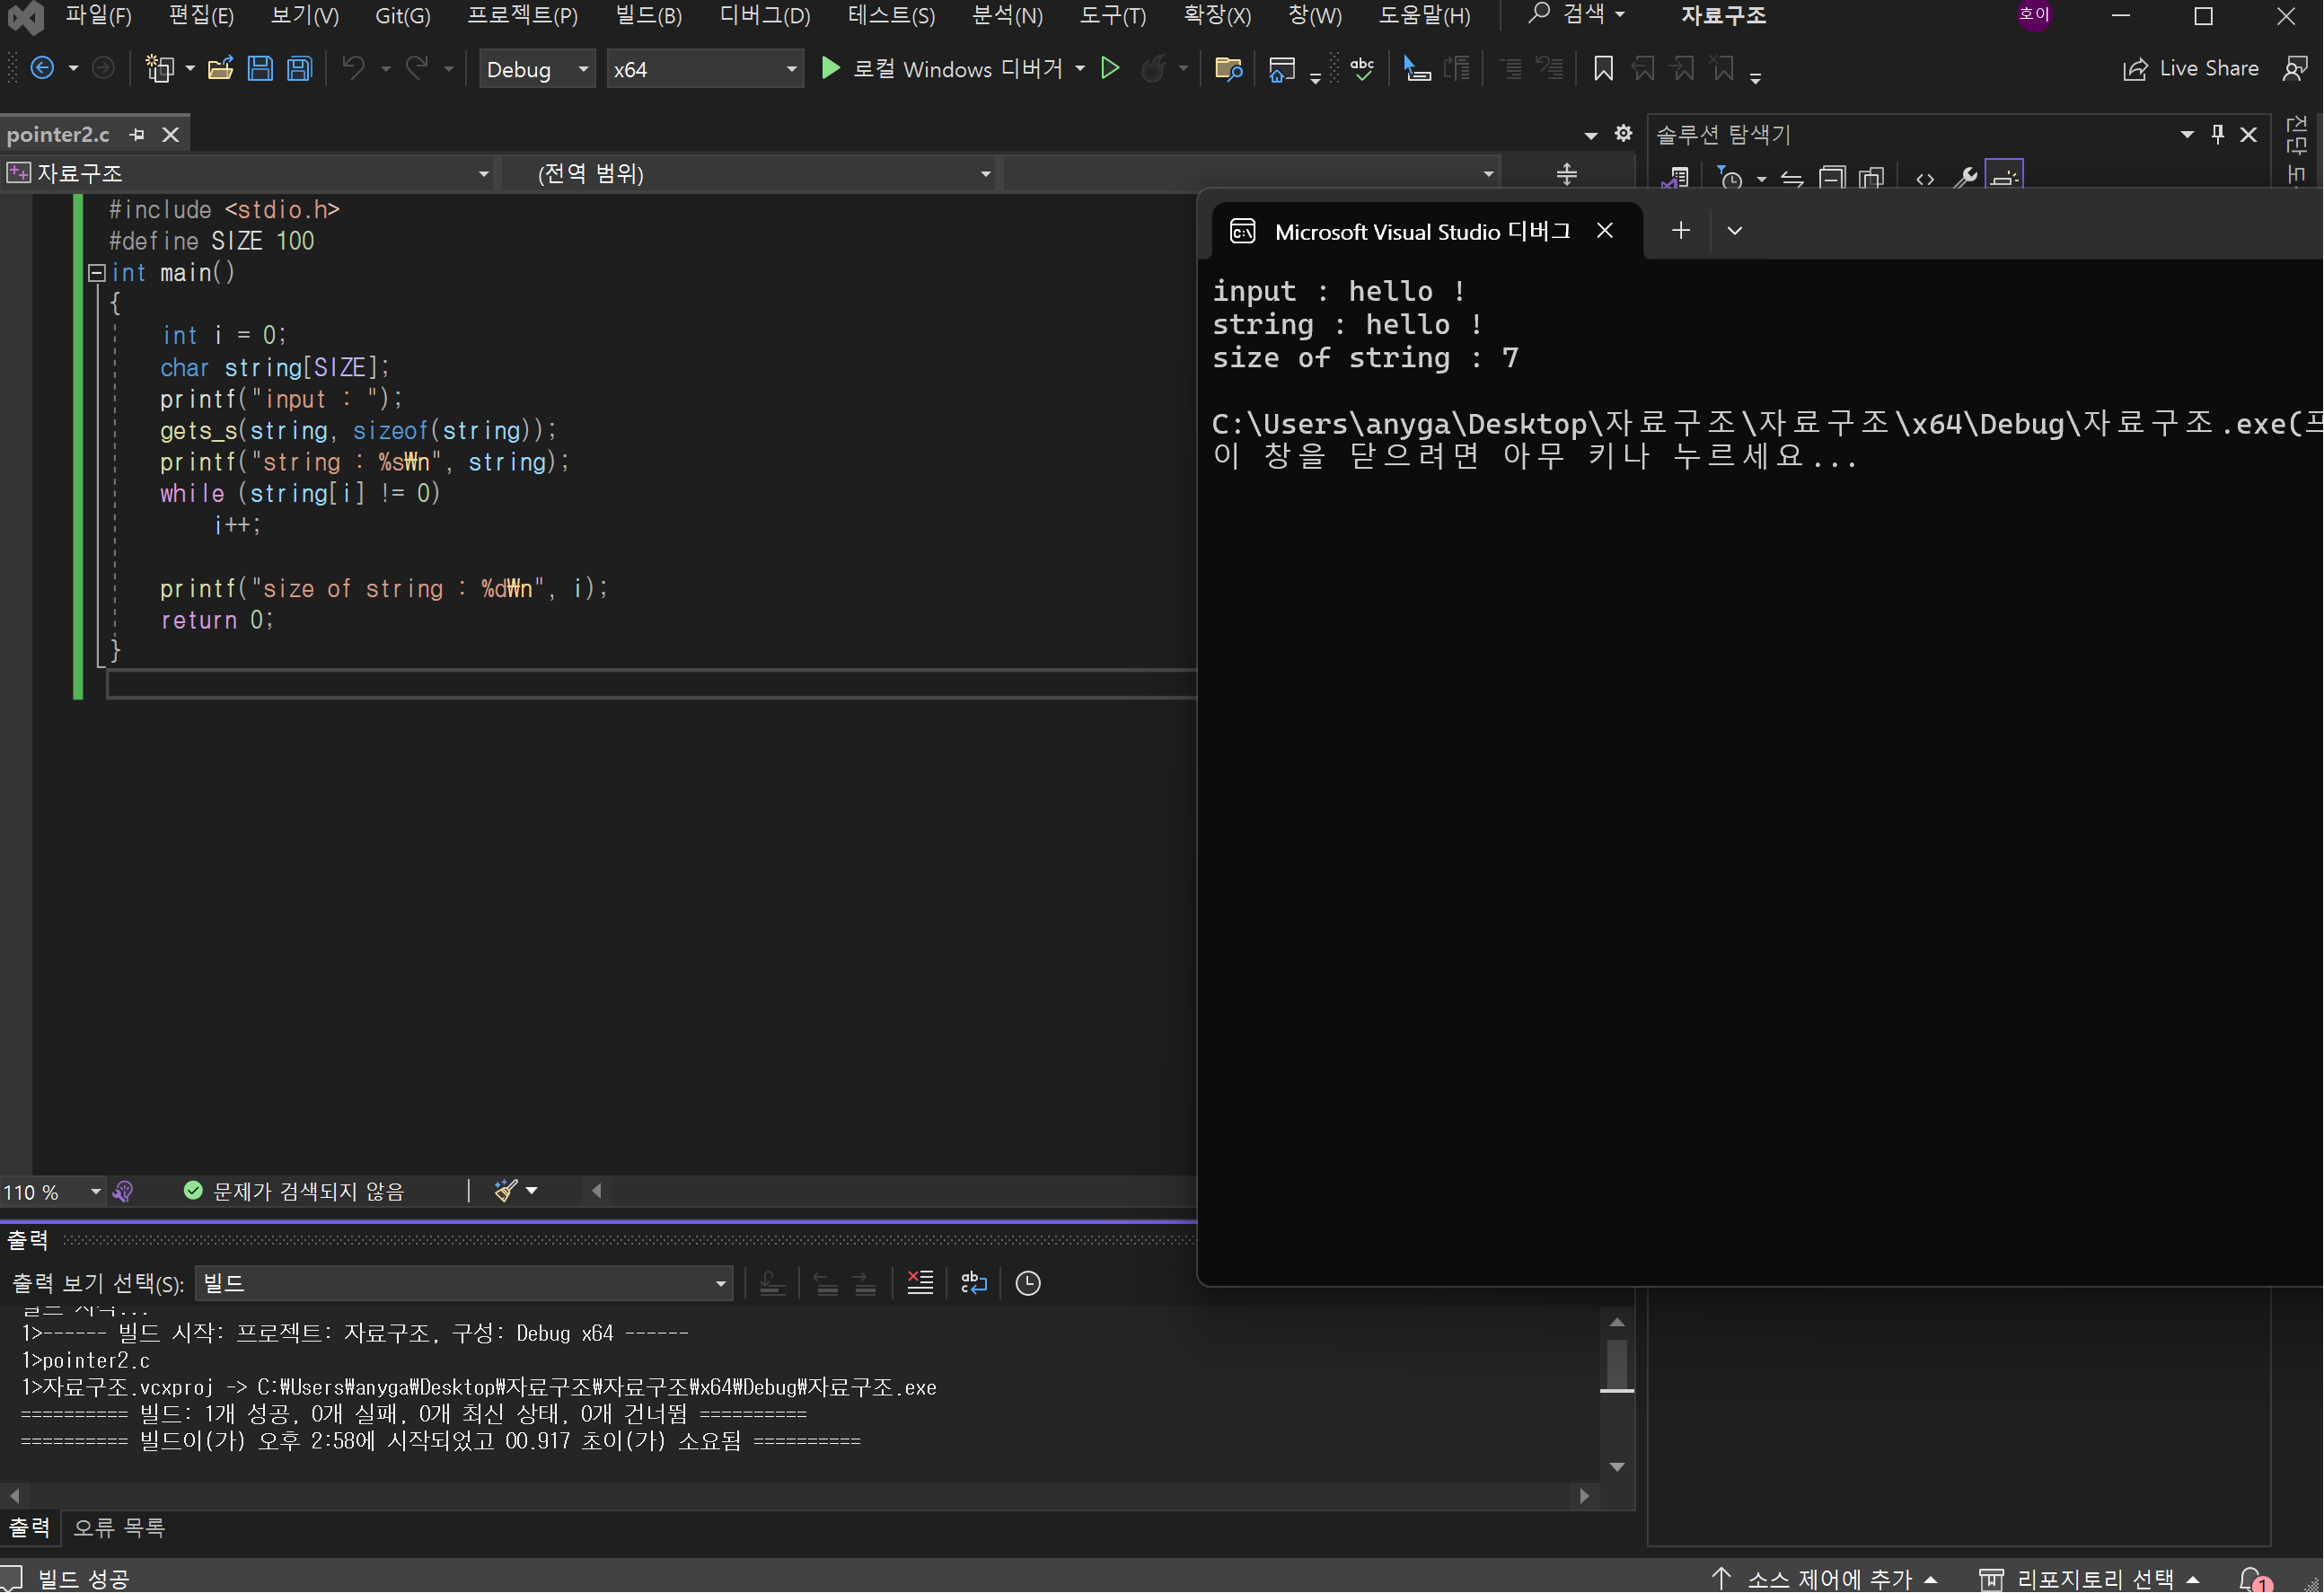 파일(F) 편집(E) 보기(V) Git(G) 프로젝트(P) 빌드(B) 디버그(D) 테스트(S) 분석(N) 도구(T) 확장(X) 창(W) 도움말(H) 검색 자료구조 호이
Debug x64 로컬 Windows 디버거 Live Share
pointer2.c
자료구조 (전역 범위)
#include <stdio.h>
#define SIZE 100
int main()
{
int i = 0;
char string[SIZE];
printf("input : ");
gets_s(string, sizeof(string));
printf("string : %s₩n", string);
while (string[i] != 0)
i++;
printf("size of string : %d₩n", i);
return 0;
}
솔루션 탐색기
진단 도
Microsoft Visual Studio 디버그
input : hello !
string : hello !
size of string : 7
C:\Users\anyga\Desktop\자료구조\자료구조\x64\Debug\자료구조.exe(프
이 창을 닫으려면 아무 키나 누르세요...
110 % 문제가 검색되지 않음
출력
출력 보기 선택(S): 빌드
빌드 시작...
1>------ 빌드 시작: 프로젝트: 자료구조, 구성: Debug x64 ------
1>pointer2.c
1>자료구조.vcxproj -> C:₩Users₩anyga₩Desktop₩자료구조₩자료구조₩x64₩Debug₩자료구조.exe
========== 빌드: 1개 성공, 0개 실패, 0개 최신 상태, 0개 건너뜀 ==========
========== 빌드이(가) 오후 2:58에 시작되었고 00.917 초이(가) 소요됨 ==========
출력 오류 목록
빌드 성공 소스 제어에 추가 리포지토리 선택 1